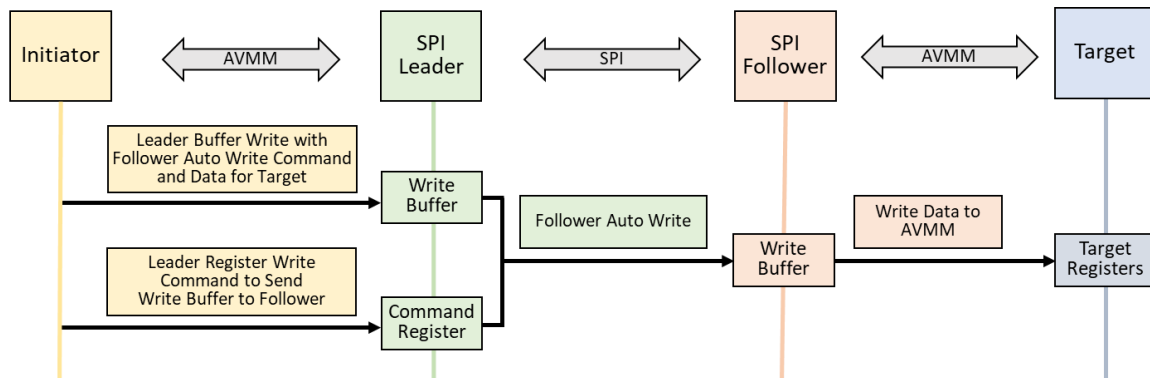 Initiator
AVMM
SPI
Leader
SPI
SPI
Follower
AVMM
Target
Leader Buffer Write with
Follower Auto Write Command
and Data for Target
Write
Buffer
Follower Auto Write
Write Data to
AVMM
Write
Buffer
Target
Registers
Leader Register Write
Command to Send
Write Buffer to Follower
Command
Register